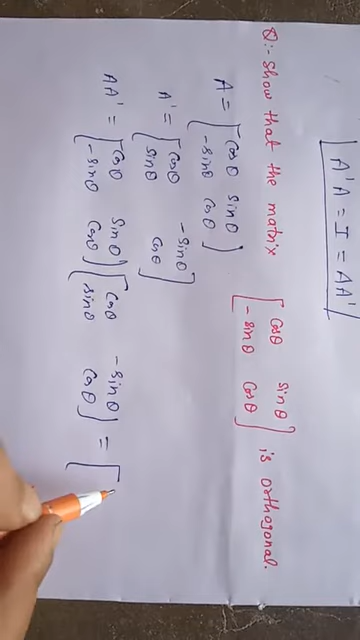 A'A = I = AA'
Q:- Show that the matrix [cosθ sinθ
-sinθ cosθ] is orthogonal.
A = [cosθ sinθ
-sinθ cosθ]
A' = [cosθ -sinθ
sinθ cosθ]
AA' = [cosθ sinθ
-sinθ cosθ] [cosθ -sinθ
sinθ cosθ] = [